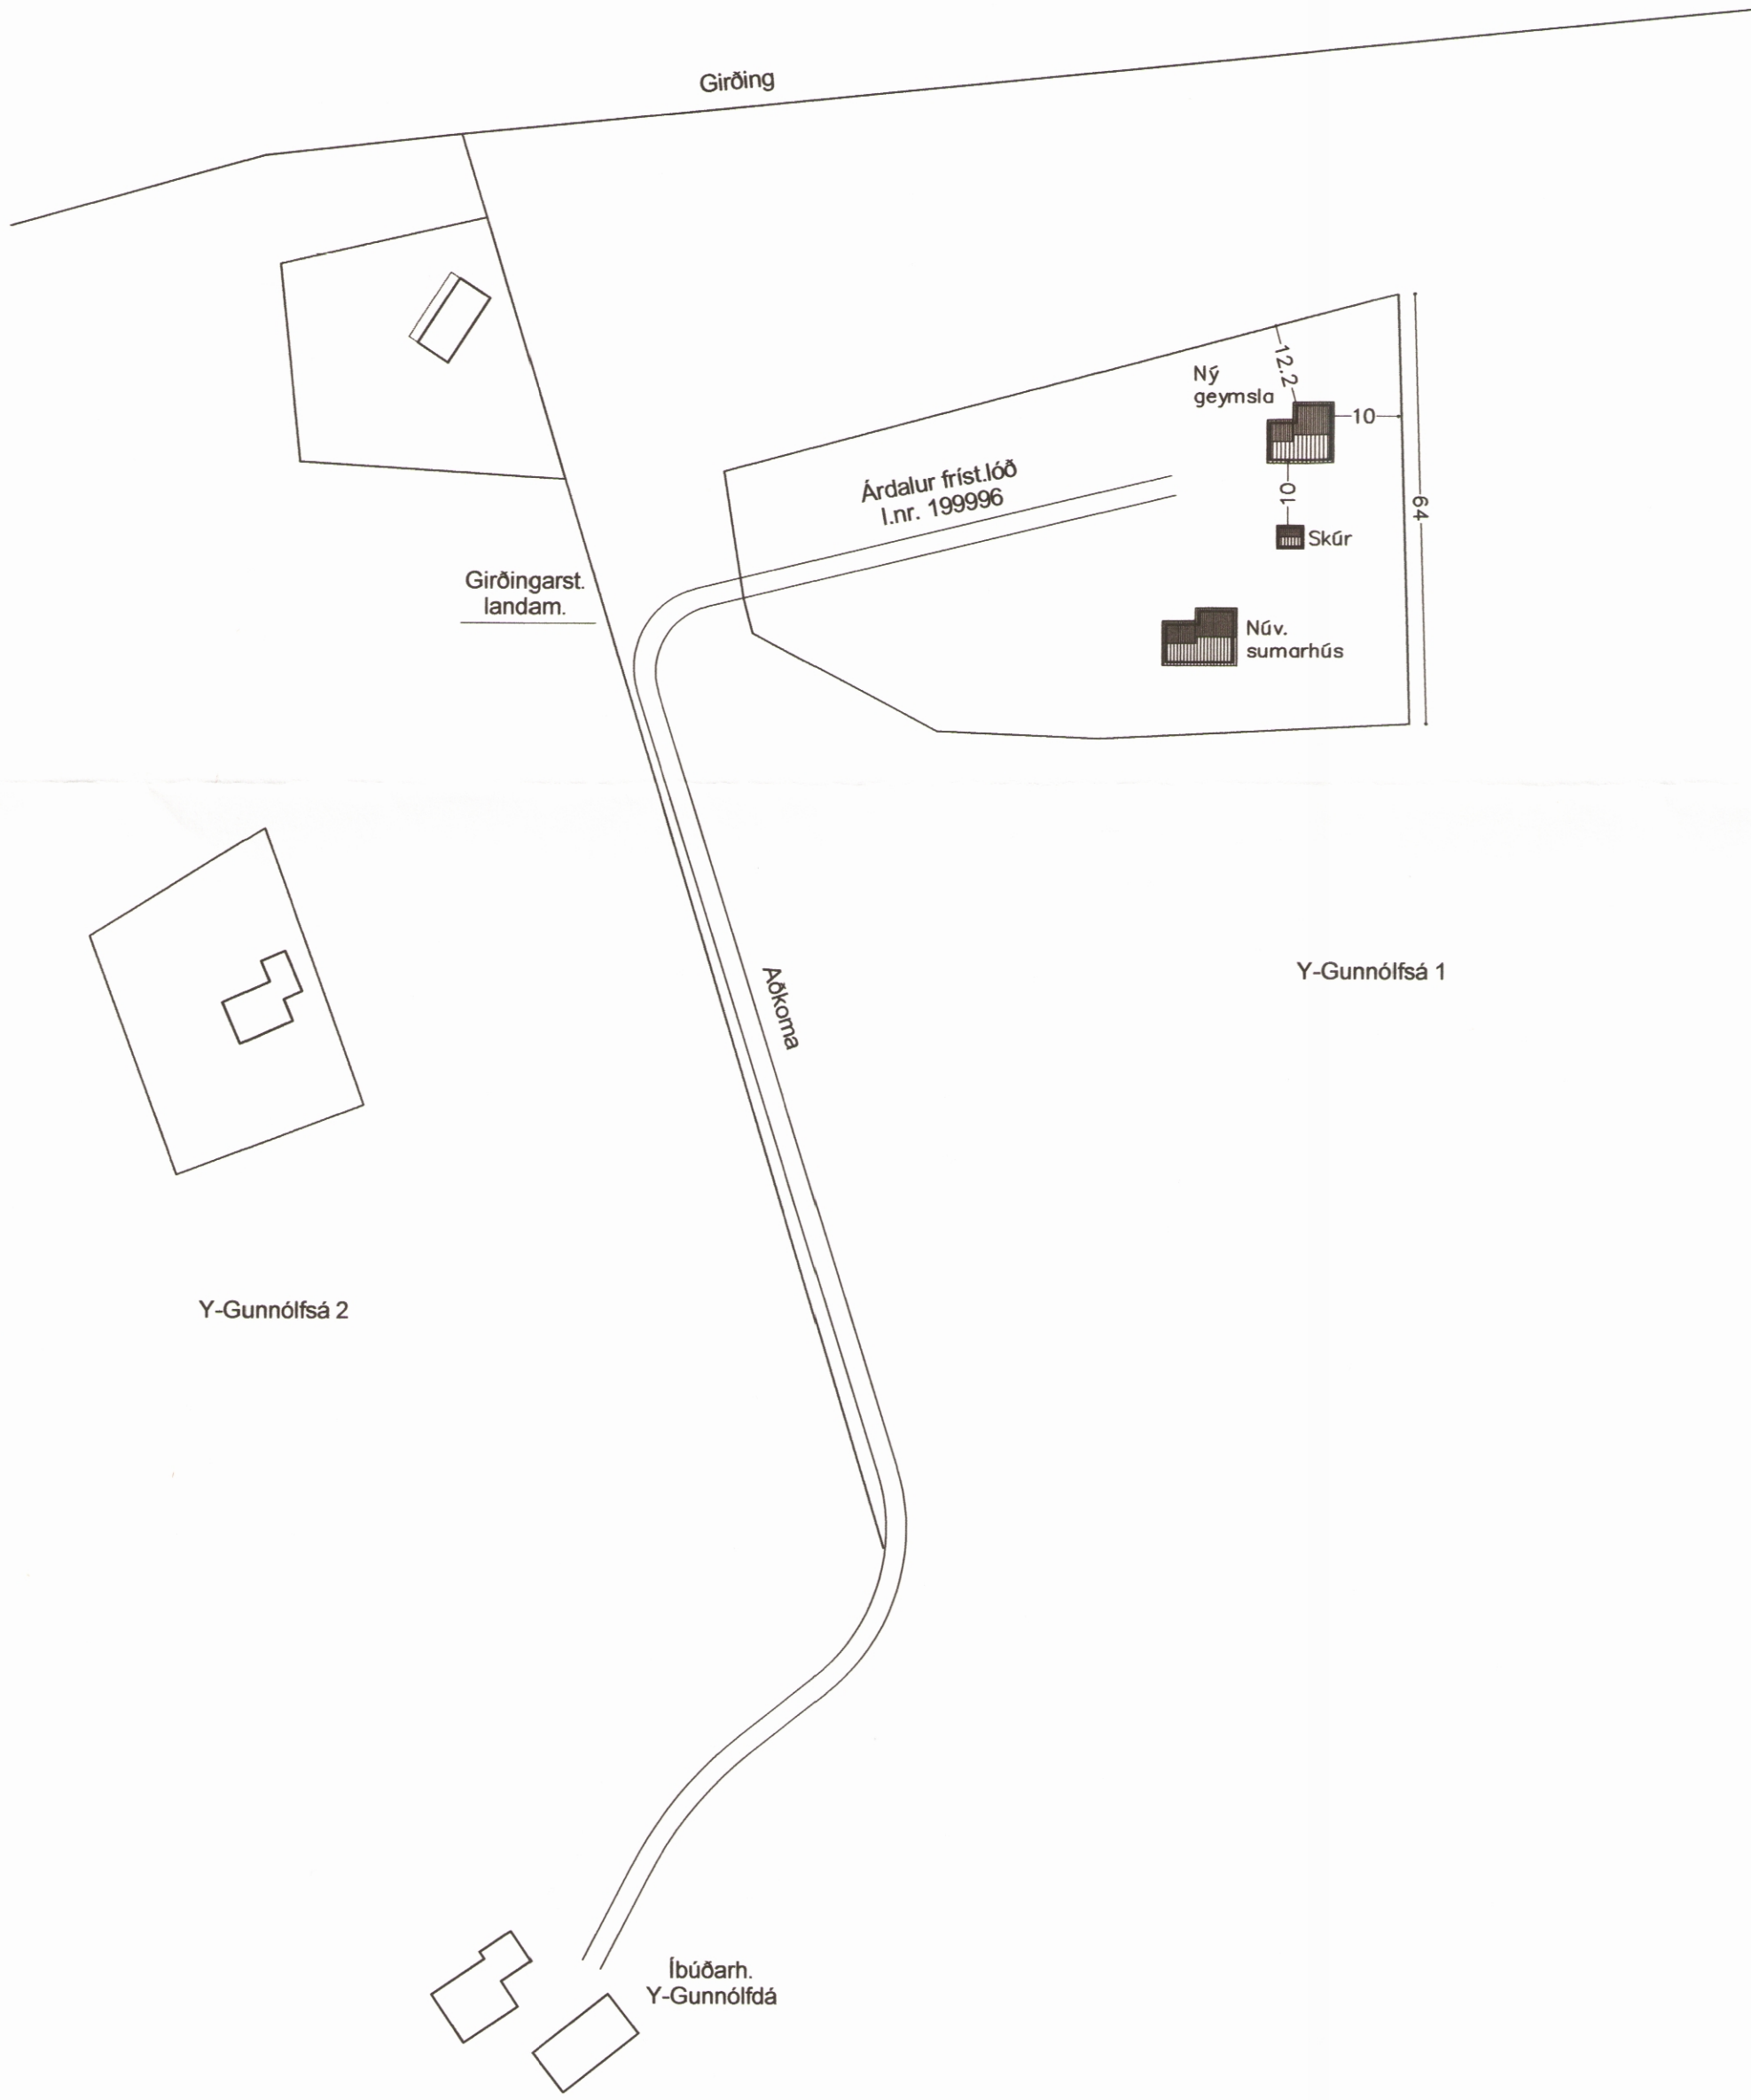 Girðing
12.2
Ný
geymsla
10
Árdalur fríst.lóð
l.nr. 199996
10
64
Skúr
Girðingarst.
landam.
Núv.
sumarhús
Aðkoma
Y-Gunnólfsá 1
Y-Gunnólfsá 2
Íbúðarh.
Y-Gunnólfdá